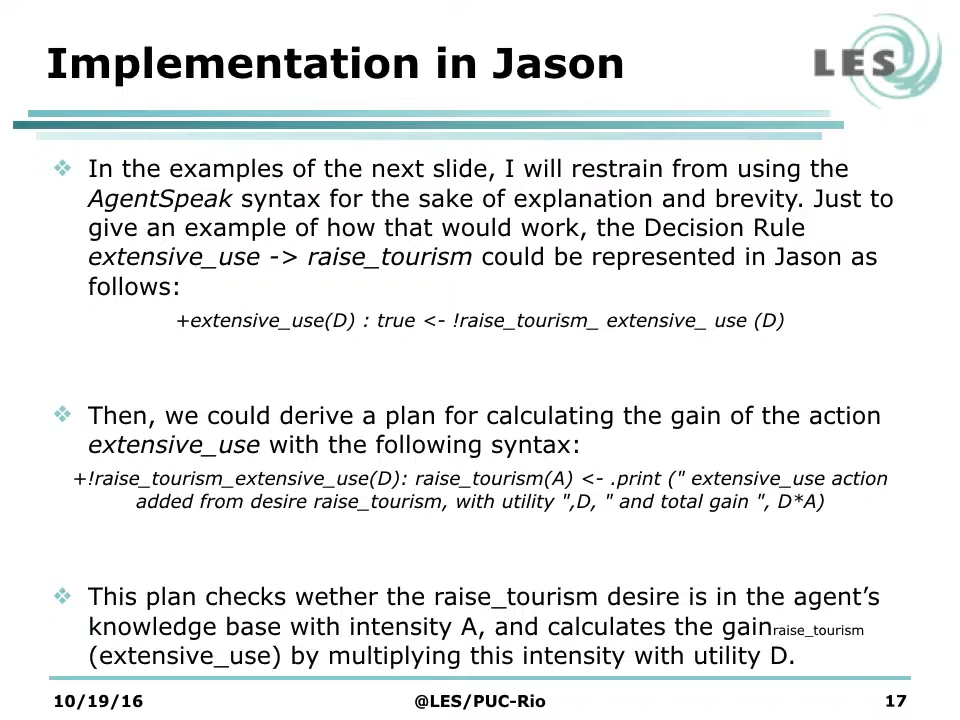 Implementation in Jason
LES
In the examples of the next slide, I will restrain from using the
AgentSpeak syntax for the sake of explanation and brevity. Just to
give an example of how that would work, the Decision Rule
extensive_use -> raise_tourism could be represented in Jason as
follows:
+extensive_use(D) : true <- !raise_tourism_ extensive_ use (D)
Then, we could derive a plan for calculating the gain of the action
extensive_use with the following syntax:
+!raise_tourism_extensive_use(D): raise_tourism(A) <- .print (" extensive_use action
added from desire raise_tourism, with utility ",D, " and total gain ", D*A)
This plan checks wether the raise_tourism desire is in the agent’s
knowledge base with intensity A, and calculates the gainraise_tourism
(extensive_use) by multiplying this intensity with utility D.
10/19/16 @LES/PUC-Rio 17